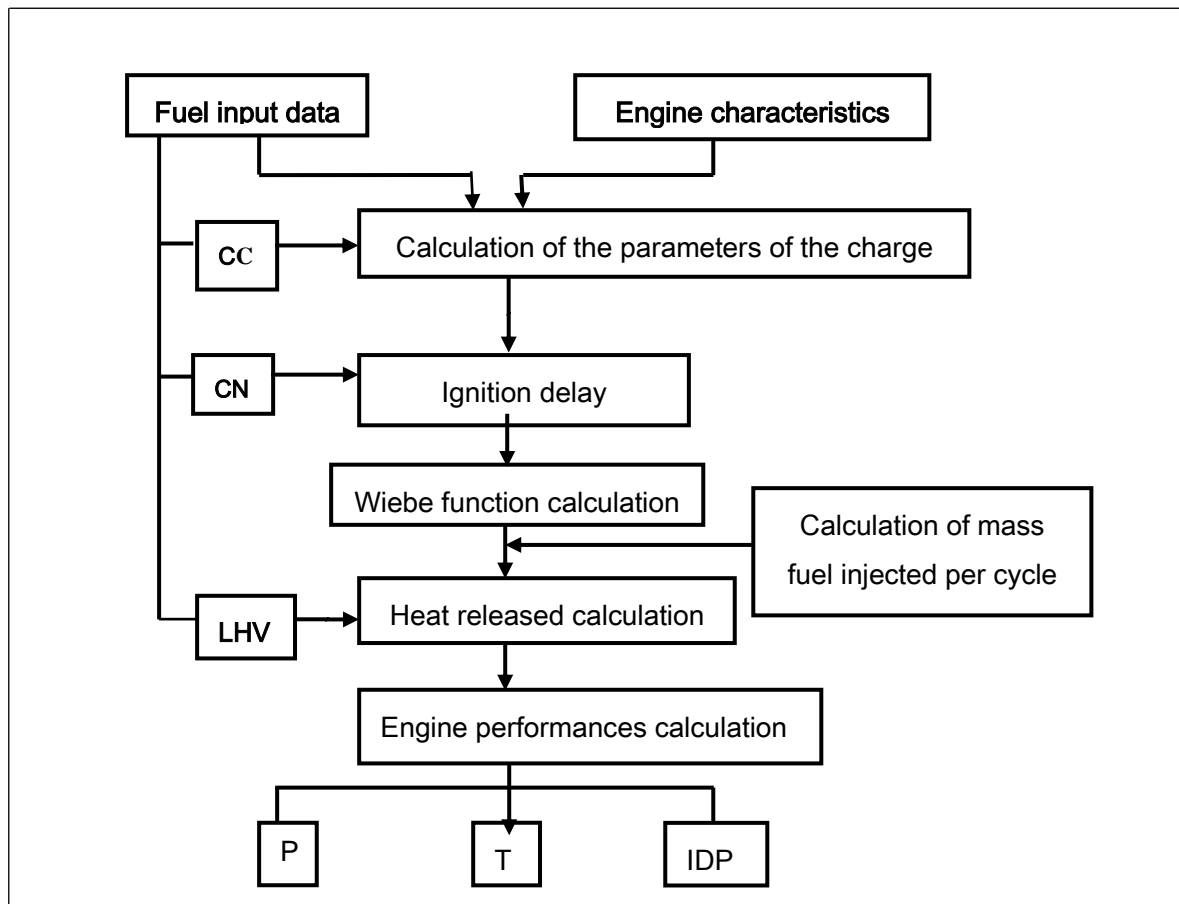 Fuel input data
Engine characteristics
CC
Calculation of the parameters of the charge
CN
Ignition delay
Wiebe function calculation
Calculation of mass
fuel injected per cycle
LHV
Heat released calculation
Engine performances calculation
P
T
IDP